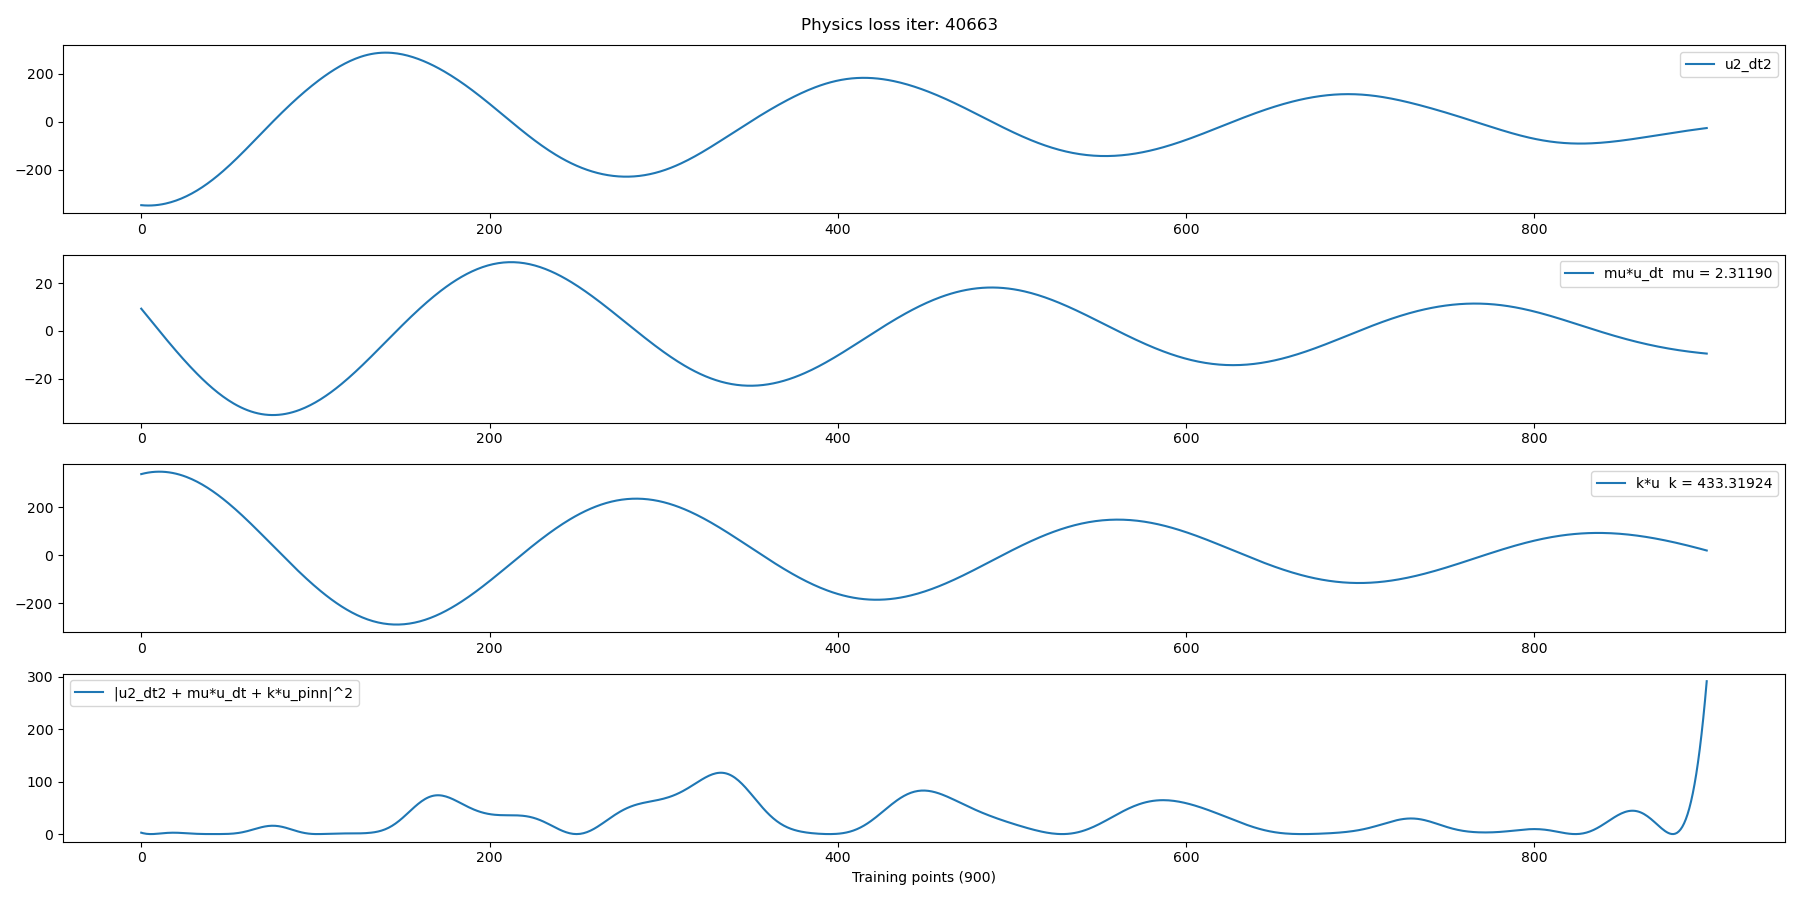 Physics loss iter: 40663
u2_dt2
200
0
−200
0 200 400 600 800
mu*u_dt  mu = 2.31190
20
0
−20
0 200 400 600 800
k*u  k = 433.31924
200
0
−200
0 200 400 600 800
|u2_dt2 + mu*u_dt + k*u_pinn|^2
300
200
100
0
0 200 400 600 800
Training points (900)